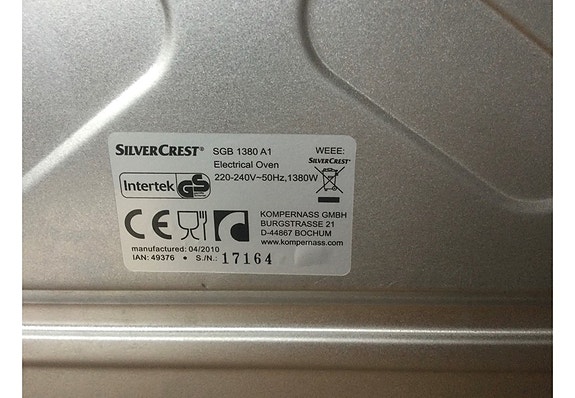 SILVERCREST® SGB 1380 A1 WEEE:
Electrical Oven SILVERCREST®
220-240V~50Hz,1380W
Intertek GS
CE
KOMPERNASS GMBH
BURGSTRASSE 21
D-44867 BOCHUM
www.kompernass.com
manufactured: 04/2010
IAN: 49376 • S./N.: 17164